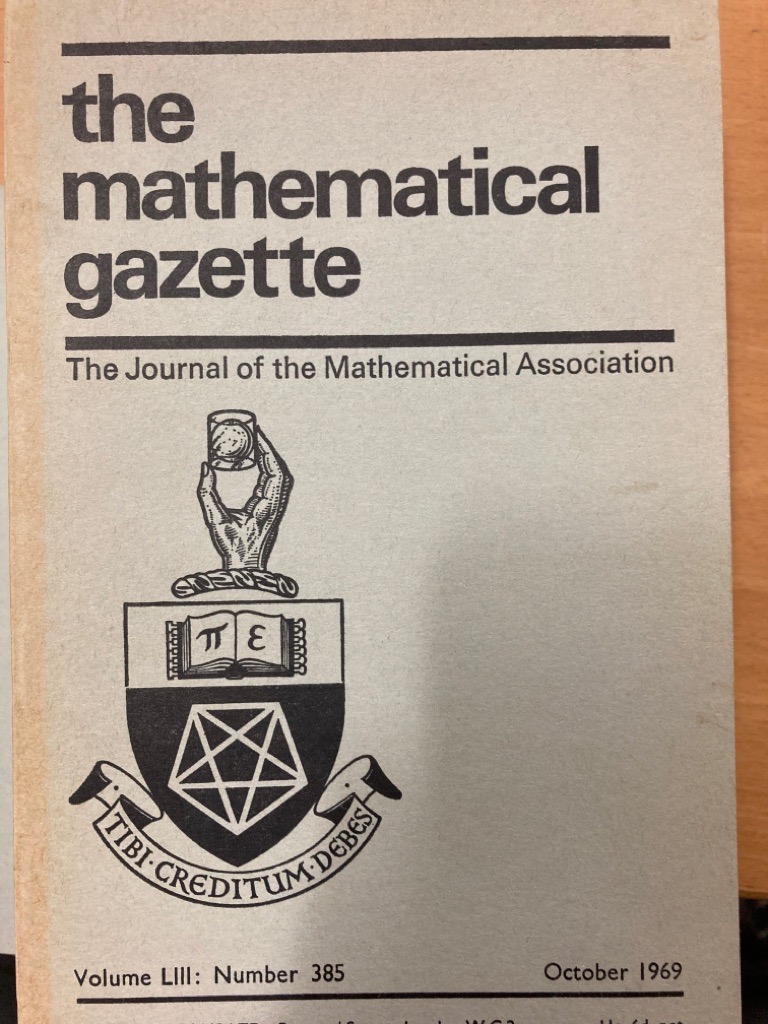 the
mathematical
gazette
The Journal of the Mathematical Association
π ε
TIBI·CREDITUM·DEBES
Volume LIII: Number 385
October 1969